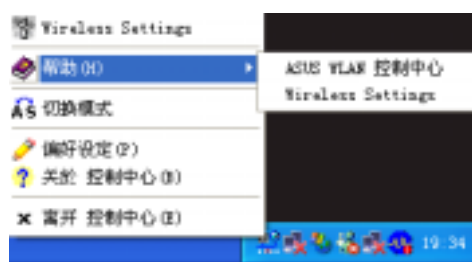 Wireless Settings
帮助(H)
ASUS WLAN 控制中心
Wireless Settings
切换模式
偏好设定(P)
关於 控制中心(B)
离开 控制中心(E)
19:34